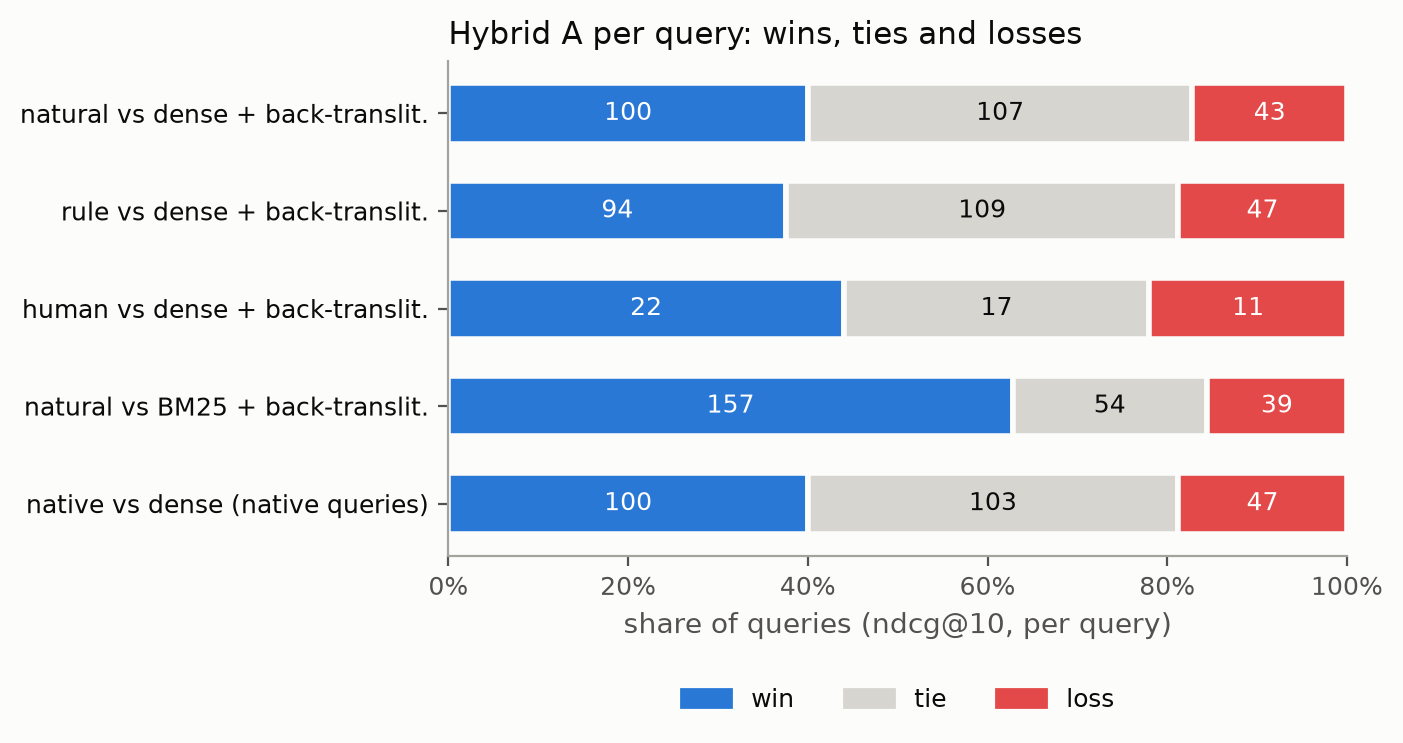 Hybrid A per query: wins, ties and losses
natural vs dense + back-translit.
100
107
43
rule vs dense + back-translit.
94
109
47
human vs dense + back-translit.
22
17
11
natural vs BM25 + back-translit.
157
54
39
native vs dense (native queries)
100
103
47
0%
20%
40%
60%
80%
100%
share of queries (ndcg@10, per query)
win
tie
loss